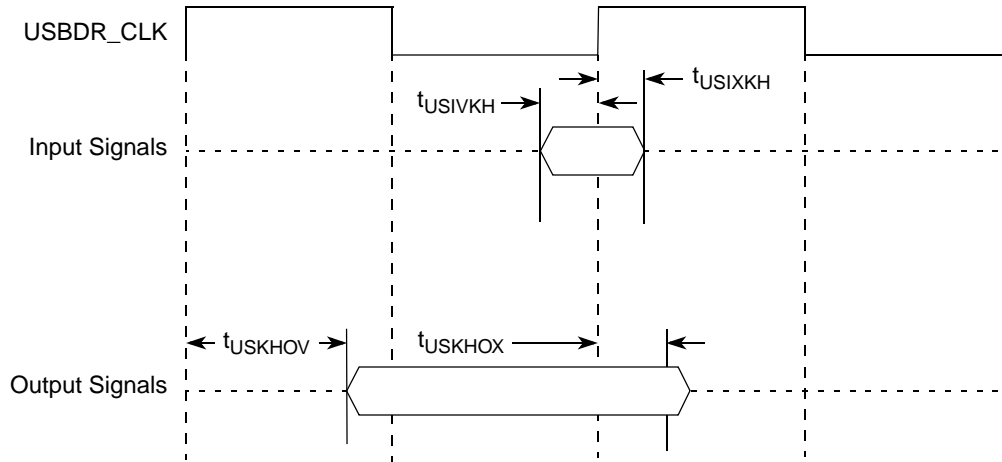 USBDR_CLK
tUSIXKH
tUSIVKH
Input Signals
tUSKHOV
tUSKHOX
Output Signals